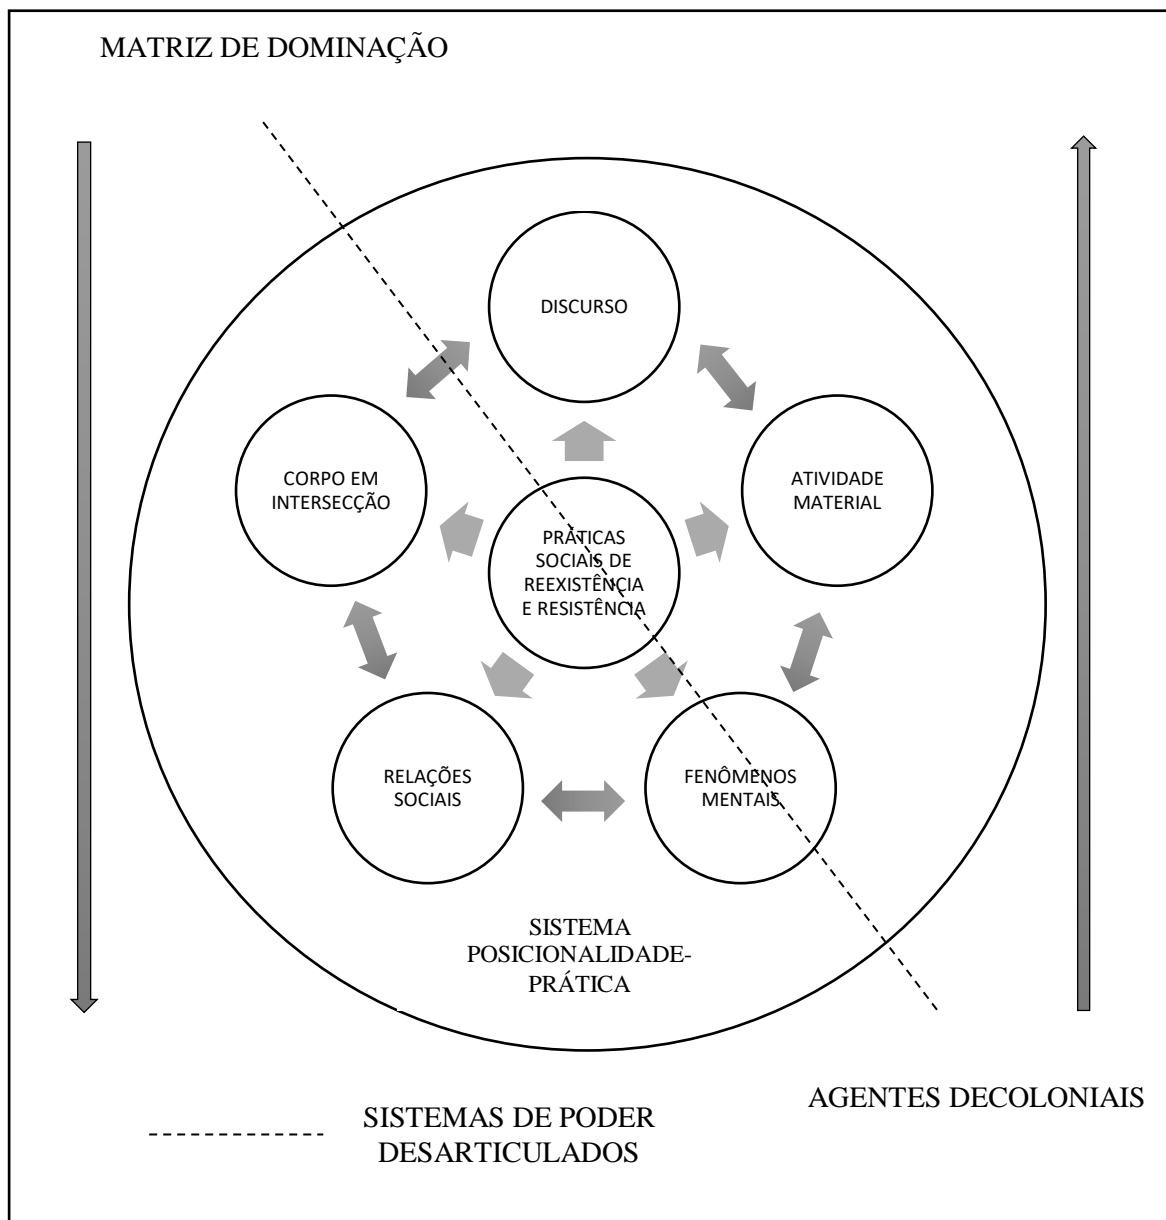 MATRIZ DE DOMINAÇÃO
DISCURSO
CORPO EM
INTERSECÇÃO
ATIVIDADE
MATERIAL
PRÁTICAS
SOCIAIS DE
REEXISTÊNCIA
E RESISTÊNCIA
RELAÇÕES
SOCIAIS
FENÔMENOS
MENTAIS
SISTEMA
POSICIONALIDADE-
PRÁTICA
AGENTES DECOLONIAIS
SISTEMAS DE PODER
DESARTICULADOS